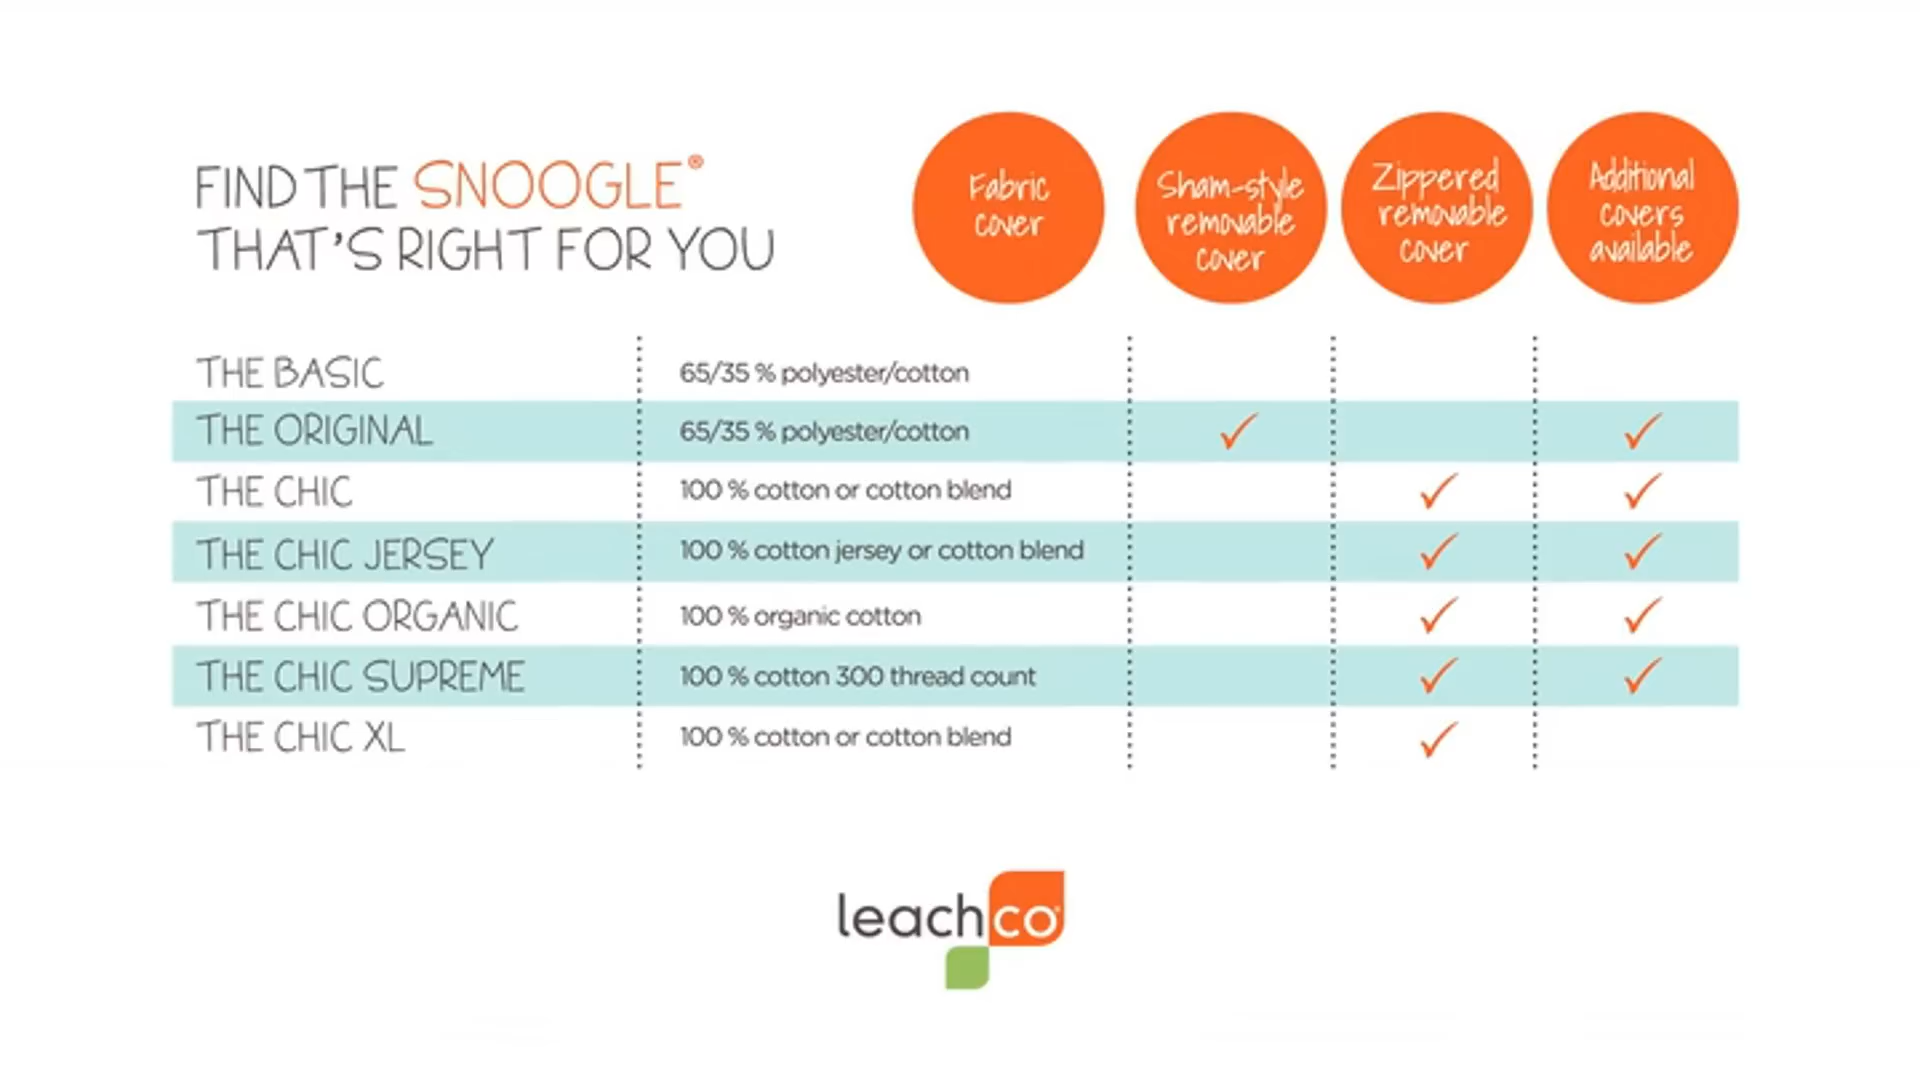 FIND THE SNOOGLE®
THAT'S RIGHT FOR YOU
Fabric
cover
Sham-style
removable
cover
Zippered
removable
cover
Additional
covers
available
THE BASIC 65/35 % polyester/cotton
THE ORIGINAL 65/35 % polyester/cotton ✓ ✓
THE CHIC 100 % cotton or cotton blend ✓ ✓
THE CHIC JERSEY 100 % cotton jersey or cotton blend ✓ ✓
THE CHIC ORGANIC 100 % organic cotton ✓ ✓
THE CHIC SUPREME 100 % cotton 300 thread count ✓ ✓
THE CHIC XL 100 % cotton or cotton blend ✓
leachco